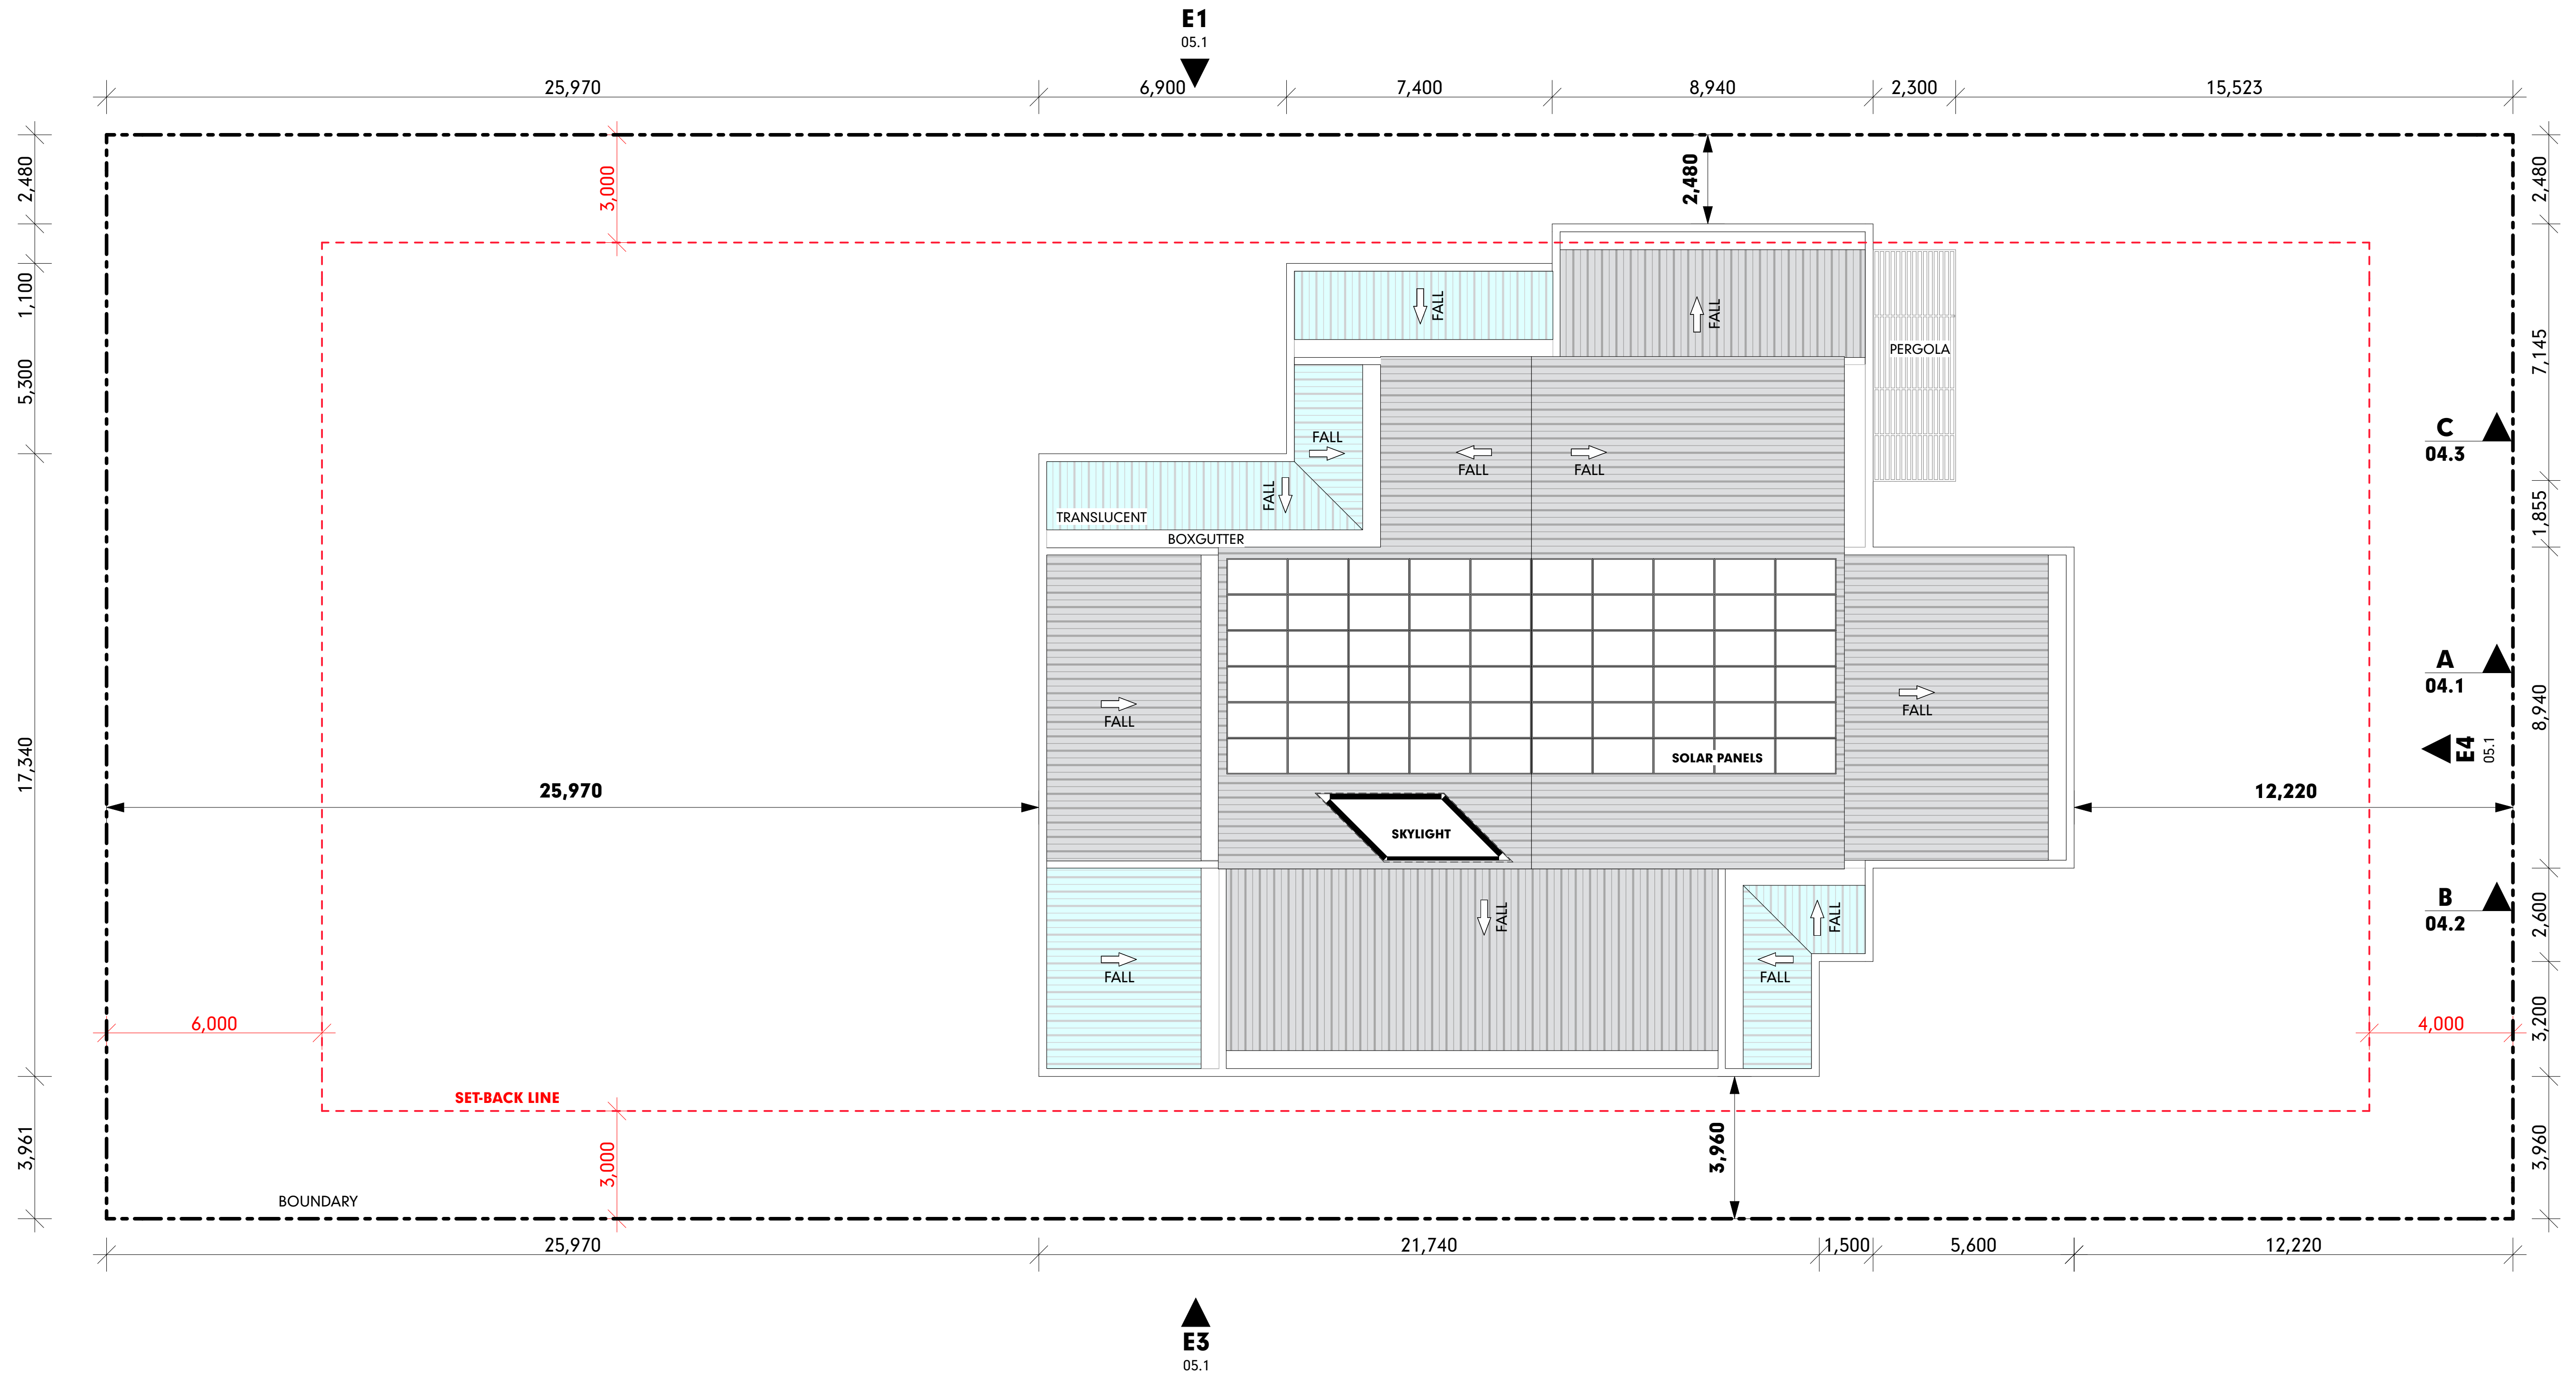 E1
05.1
25,970
6,900
7,400
8,940
2,300
15,523
2,480
1,100
5,300
17,340
3,961
3,000
2,480
2,480
7,145
1,855
8,940
2,600
3,200
3,960
FALL
FALL
PERGOLA
FALL
FALL
FALL
FALL
TRANSLUCENT
BOXGUTTER
C
04.3
A
04.1
E4
05.1
FALL
FALL
SOLAR PANELS
25,970
12,220
SKYLIGHT
B
04.2
FALL
FALL
FALL
FALL
6,000
4,000
SET-BACK LINE
3,000
3,960
BOUNDARY
25,970
21,740
1,500
5,600
12,220
E3
05.1